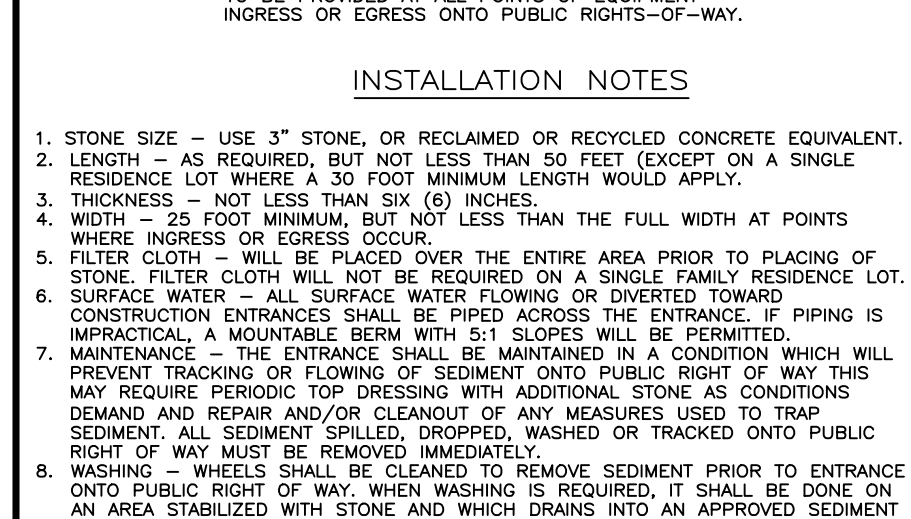 TO BE PROVIDED AT ALL POINTS OF EQUIPMENT
INGRESS OR EGRESS ONTO PUBLIC RIGHTS-OF-WAY.
INSTALLATION NOTES
1. STONE SIZE – USE 3" STONE, OR RECLAIMED OR RECYCLED CONCRETE EQUIVALENT.
2. LENGTH – AS REQUIRED, BUT NOT LESS THAN 50 FEET (EXCEPT ON A SINGLE
RESIDENCE LOT WHERE A 30 FOOT MINIMUM LENGTH WOULD APPLY.
3. THICKNESS – NOT LESS THAN SIX (6) INCHES.
4. WIDTH – 25 FOOT MINIMUM, BUT NOT LESS THAN THE FULL WIDTH AT POINTS
WHERE INGRESS OR EGRESS OCCUR.
5. FILTER CLOTH – WILL BE PLACED OVER THE ENTIRE AREA PRIOR TO PLACING OF
STONE. FILTER CLOTH WILL NOT BE REQUIRED ON A SINGLE FAMILY RESIDENCE LOT.
6. SURFACE WATER – ALL SURFACE WATER FLOWING OR DIVERTED TOWARD
CONSTRUCTION ENTRANCES SHALL BE PIPED ACROSS THE ENTRANCE. IF PIPING IS
IMPRACTICAL, A MOUNTABLE BERM WITH 5:1 SLOPES WILL BE PERMITTED.
7. MAINTENANCE – THE ENTRANCE SHALL BE MAINTAINED IN A CONDITION WHICH WILL
PREVENT TRACKING OR FLOWING OF SEDIMENT ONTO PUBLIC RIGHT OF WAY THIS
MAY REQUIRE PERIODIC TOP DRESSING WITH ADDITIONAL STONE AS CONDITIONS
DEMAND AND REPAIR AND/OR CLEANOUT OF ANY MEASURES USED TO TRAP
SEDIMENT. ALL SEDIMENT SPILLED, DROPPED, WASHED OR TRACKED ONTO PUBLIC
RIGHT OF WAY MUST BE REMOVED IMMEDIATELY.
8. WASHING – WHEELS SHALL BE CLEANED TO REMOVE SEDIMENT PRIOR TO ENTRANCE
ONTO PUBLIC RIGHT OF WAY. WHEN WASHING IS REQUIRED, IT SHALL BE DONE ON
AN AREA STABILIZED WITH STONE AND WHICH DRAINS INTO AN APPROVED SEDIMENT